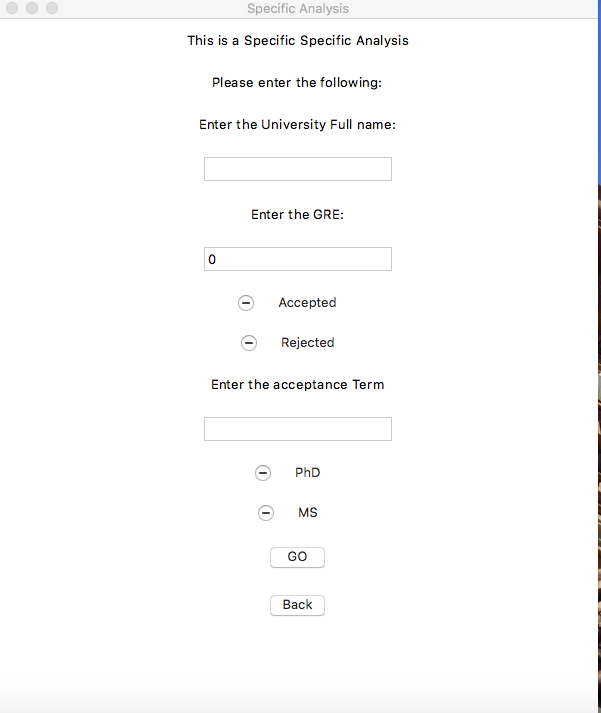 Specific Analysis
This is a Specific Specific Analysis
Please enter the following:
Enter the University Full name:
Enter the GRE:
0
Accepted
Rejected
Enter the acceptance Term
PhD
MS
GO
Back